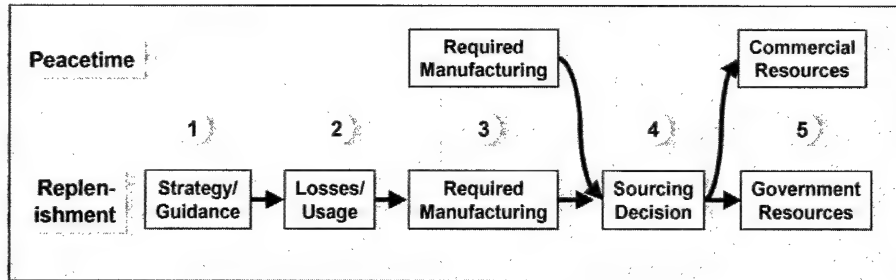 Peacetime
Required
Manufacturing
Commercial
Resources
1
2
3
4
5
Replen-
ishment
Strategy/
Guidance
Losses/
Usage
Required
Manufacturing
Sourcing
Decision
Government
Resources